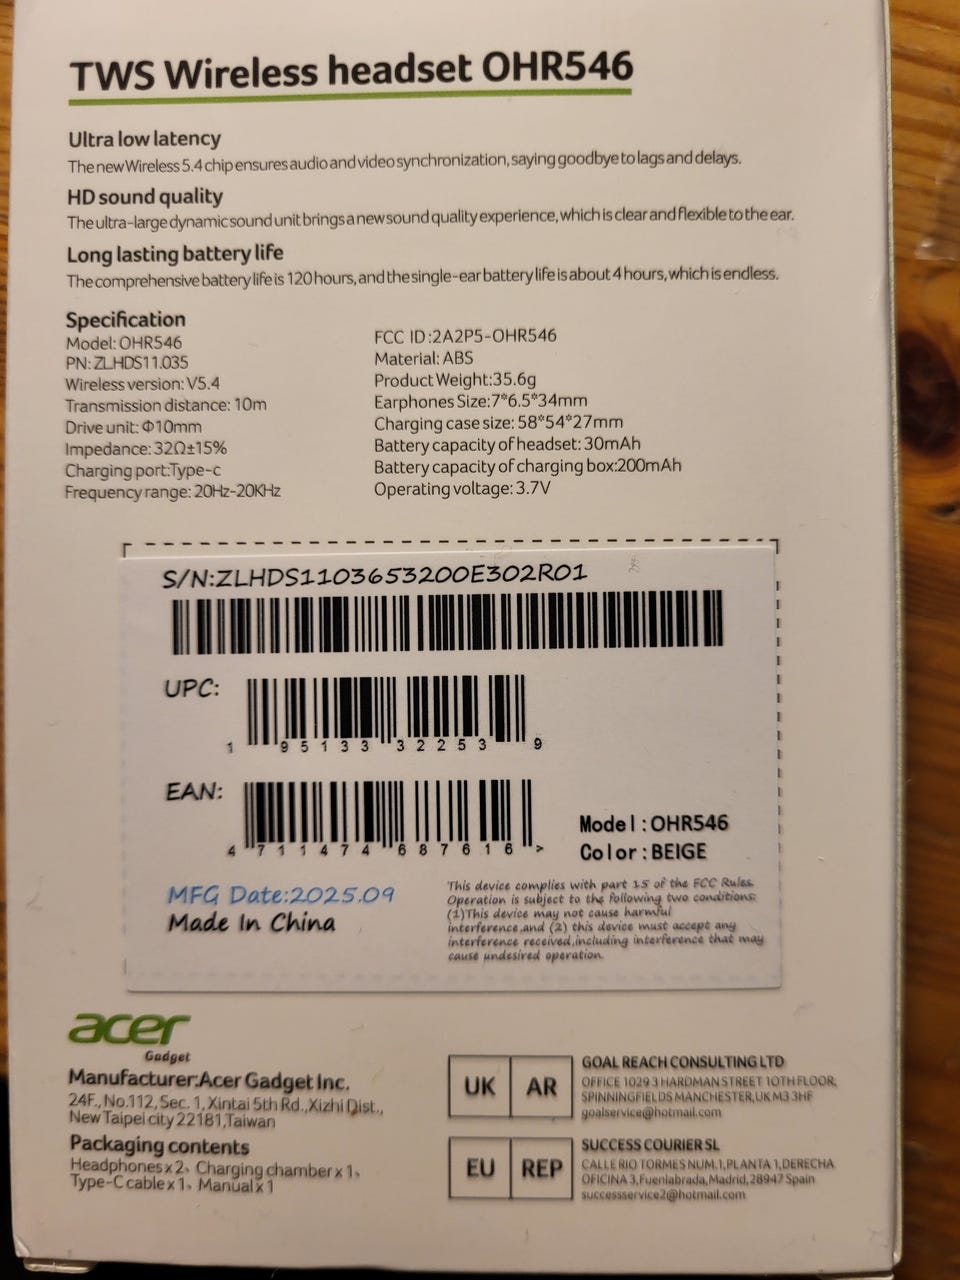 TWS Wireless headset OHR546
Ultra low latency
The new Wireless 5.4 chip ensures audio and video synchronization, saying goodbye to lags and delays.
HD sound quality
The ultra-large dynamic sound unit brings a new sound quality experience, which is clear and flexible to the ear.
Long lasting battery life
The comprehensive battery life is 120 hours, and the single-ear battery life is about 4 hours, which is endless.
Specification
Model: OHR546
PN: ZLHDS11.035
Wireless version: V5.4
Transmission distance: 10m
Drive unit: Φ10mm
Impedance: 32Ω±15%
Charging port:Type-c
Frequency range: 20Hz-20KHz
FCC ID:2A2P5-OHR546
Material: ABS
Product Weight:35.6g
Earphones Size:7*6.5*34mm
Charging case size: 58*54*27mm
Battery capacity of headset: 30mAh
Battery capacity of charging box:200mAh
Operating voltage: 3.7V
S/N:ZLHDS1103653200E302R01
UPC:
1 95133 32253 9
EAN:
4 711474 687616 >
Model:OHR546
Color:BEIGE
MFG Date:2025.09
Made In China
This device complies with part 15 of the FCC Rules.
Operation is subject to the following two conditions:
(1)This device may not cause harmful
interference,and (2) this device must accept any
interference received,including interference that may
cause undesired operation.
acer
Gadget
Manufacturer:Acer Gadget Inc.
24F., No.112, Sec. 1, Xintai 5th Rd., Xizhi Dist.,
New Taipei city 22181,Taiwan
Packaging contents
Headphones x 2、Charging chamber x 1、
Type-C cable x 1、Manual x 1
UK AR
GOAL REACH CONSULTING LTD
OFFICE 1029 3 HARDMAN STREET 10TH FLOOR,
SPINNINGFIELDS MANCHESTER, UK M3 3HF
goalservice@hotmail.com
EU REP
SUCCESS COURIER SL
CALLE RIO TORMES NUM.1,PLANTA 1,DERECHA
OFICINA 3,Fuenlabrada,Madrid,28947 Spain
successservice2@hotmail.com